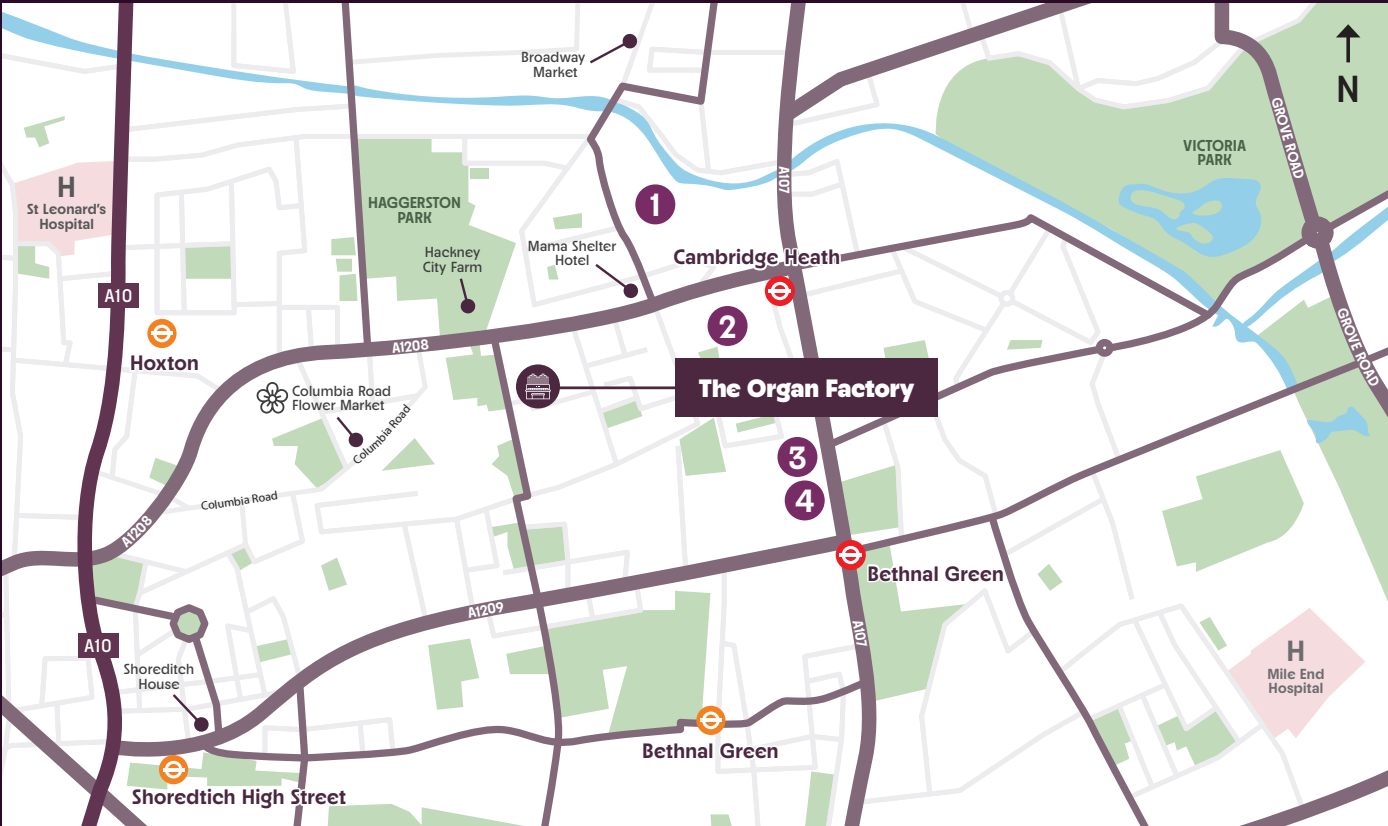 Broadway
Market
N
GROVE ROAD
VICTORIA
PARK
A107
H
St Leonard's
Hospital
HAGGERSTON
PARK
1
Hackney
City Farm
Mama Shelter
Hotel
Cambridge Heath
A10
Hoxton
A1208
2
GROVE ROAD
The Organ Factory
Columbia Road
Flower Market
Columbia Road
3
4
Columbia Road
A1208
Bethnal Green
A1209
A107
A10
Shoreditch
House
H
Mile End
Hospital
Bethnal Green
Shoredtich High Street